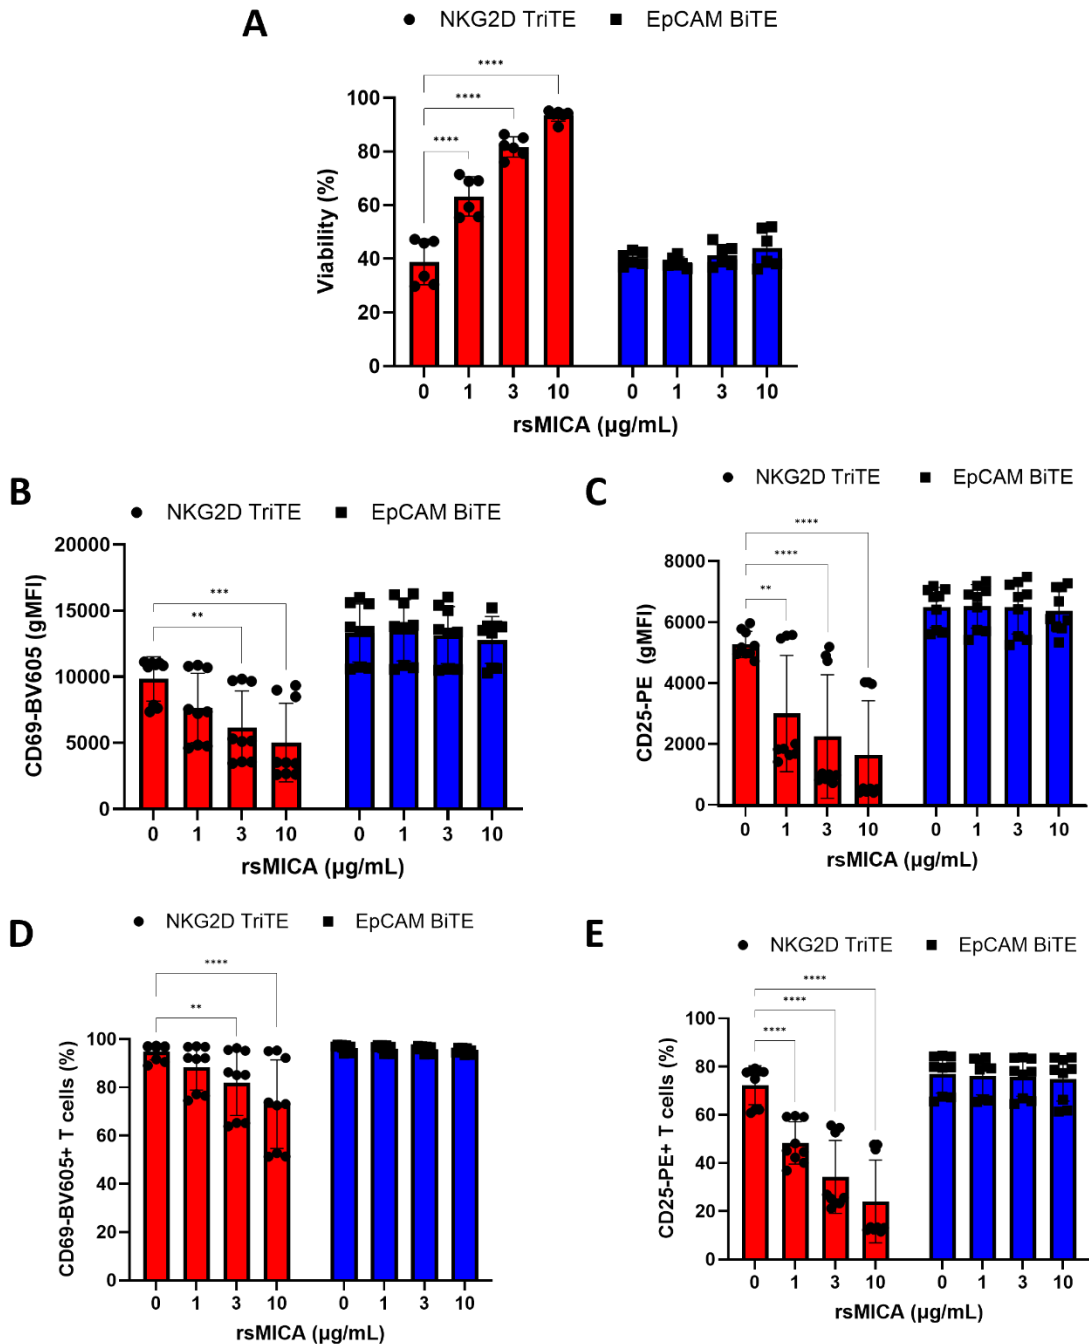 A
NKG2D TriTE EpCAM BiTE
**** 
****
****
100
80
60
40
20
0
Viability (%)
0 1 3 10 0 1 3 10
rsMICA (µg/mL)
B
NKG2D TriTE EpCAM BiTE
***
**
20000
15000
10000
5000
0
CD69-BV605 (gMFI)
0 1 3 10 0 1 3 10
rsMICA (µg/mL)
C
NKG2D TriTE EpCAM BiTE
****
****
**
8000
6000
4000
2000
0
CD25-PE (gMFI)
0 1 3 10 0 1 3 10
rsMICA (µg/mL)
D
NKG2D TriTE EpCAM BiTE
****
**
100
80
60
40
20
0
CD69-BV605+ T cells (%)
0 1 3 10 0 1 3 10
rsMICA (µg/mL)
E
NKG2D TriTE EpCAM BiTE
****
****
****
100
80
60
40
20
0
CD25-PE+ T cells (%)
0 1 3 10 0 1 3 10
rsMICA (µg/mL)